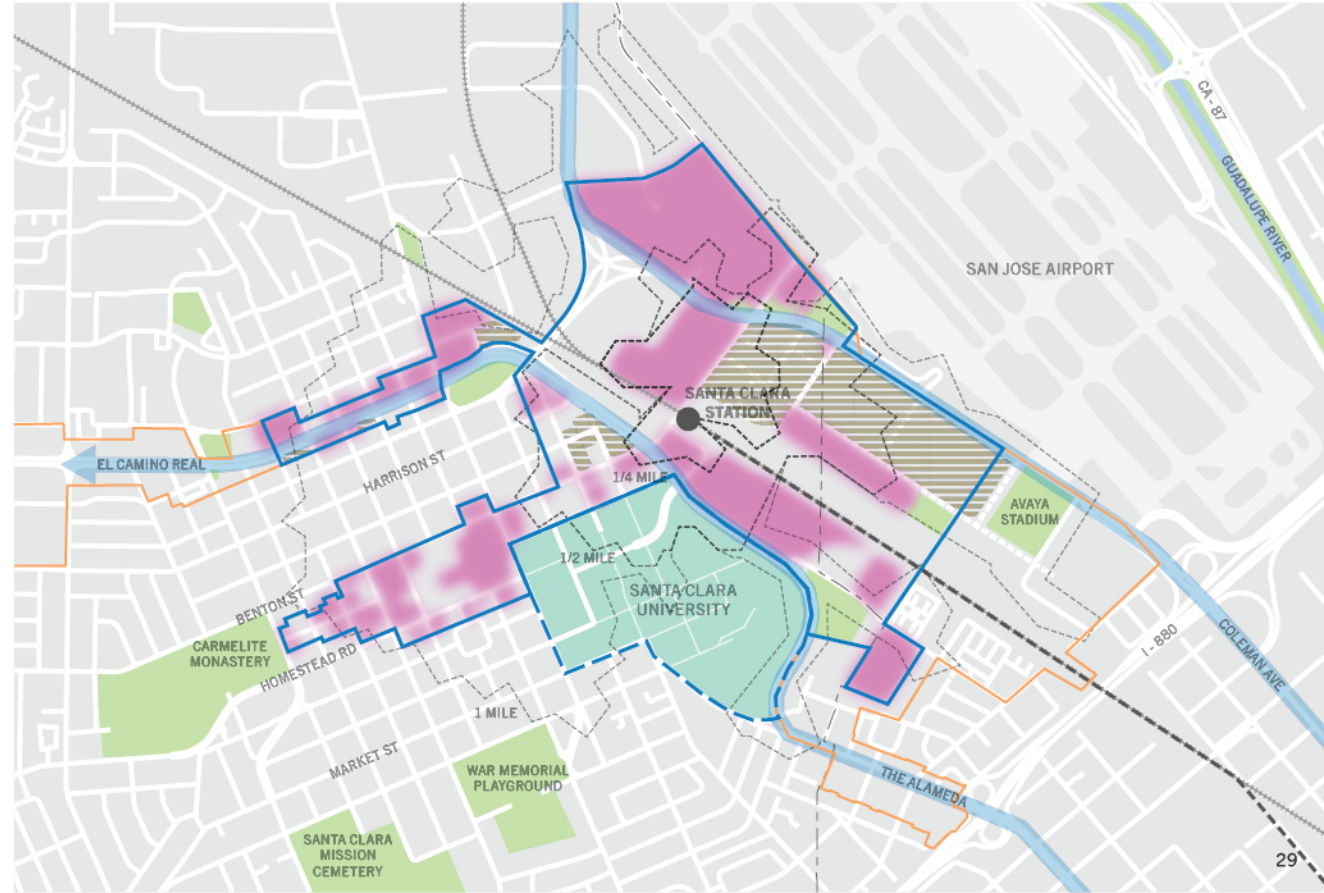 CA - 87
GUADALUPE RIVER
SAN JOSE AIRPORT
SANTA CLARA
STATION
EL CAMINO REAL
HARRISON ST
1/4 MILE
AVAYA
STADIUM
1/2 MILE
SANTA CLARA
UNIVERSITY
BENTON ST
CARMELITE
MONASTERY
HOMESTEAD RD
I - 880
COLEMAN AVE
1 MILE
MARKET ST
WAR MEMORIAL
PLAYGROUND
THE ALAMEDA
SANTA CLARA
MISSION
CEMETERY
29